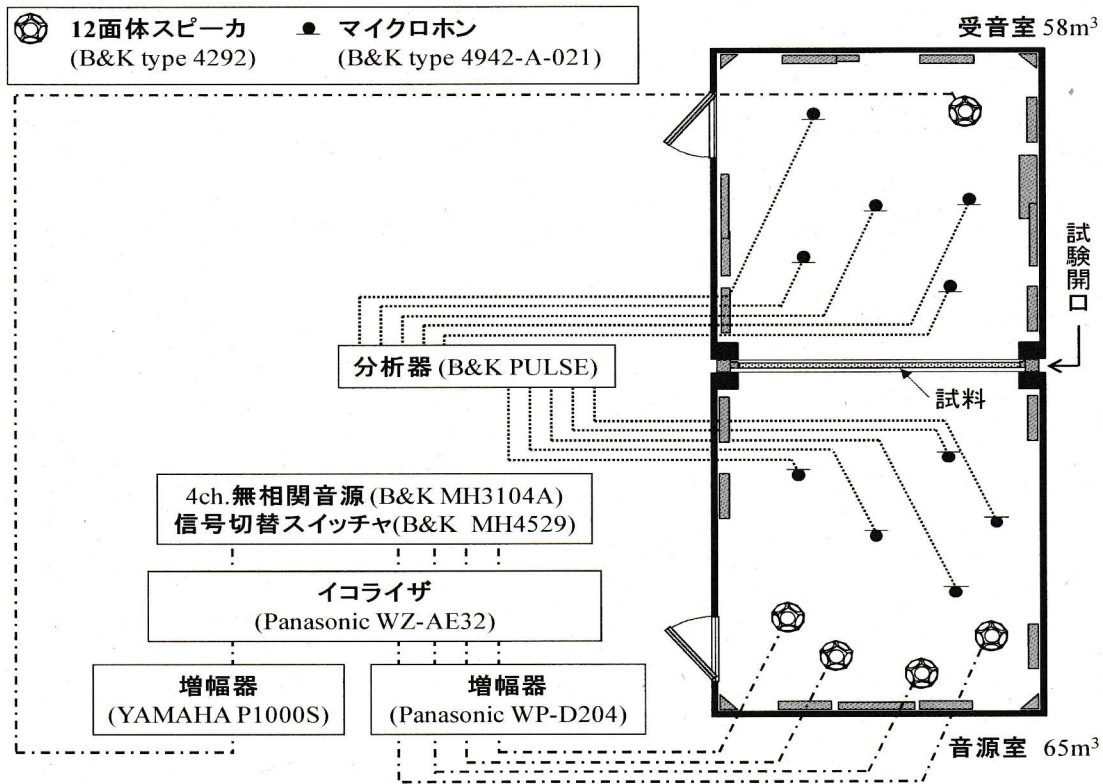 12面体スピーカ
(B&K type 4292)
マイクロホン
(B&K type 4942-A-021)
受音室 58m³
試験開口
分析器 (B&K PULSE)
試料
4ch.無相関音源 (B&K MH3104A)
信号切替スイッチャ(B&K MH4529)
イコライザ
(Panasonic WZ-AE32)
増幅器
(YAMAHA P1000S)
増幅器
(Panasonic WP-D204)
音源室 65m³